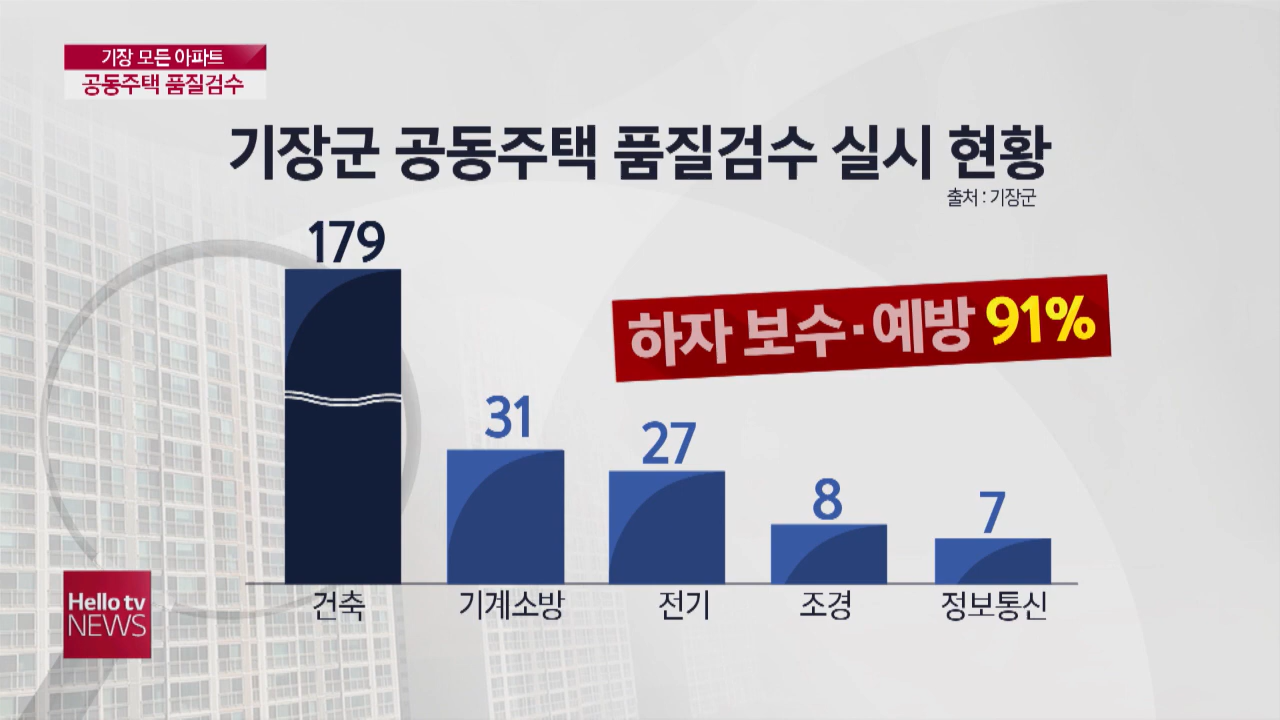 기장 모든 아파트
공동주택 품질검수
기장군 공동주택 품질검수 실시 현황
출처 : 기장군
179
31
27
8
7
하자 보수·예방 91%
건축
기계소방
전기
조경
정보통신
Hello tv
NEWS